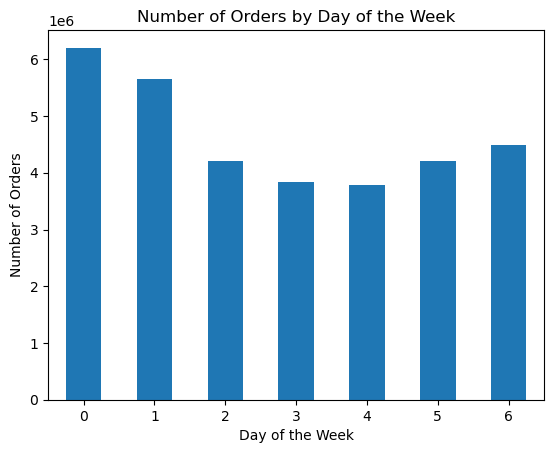 Number of Orders by Day of the Week
1e6
6
5
4
3
2
1
0
Number of Orders
0 1 2 3 4 5 6
Day of the Week